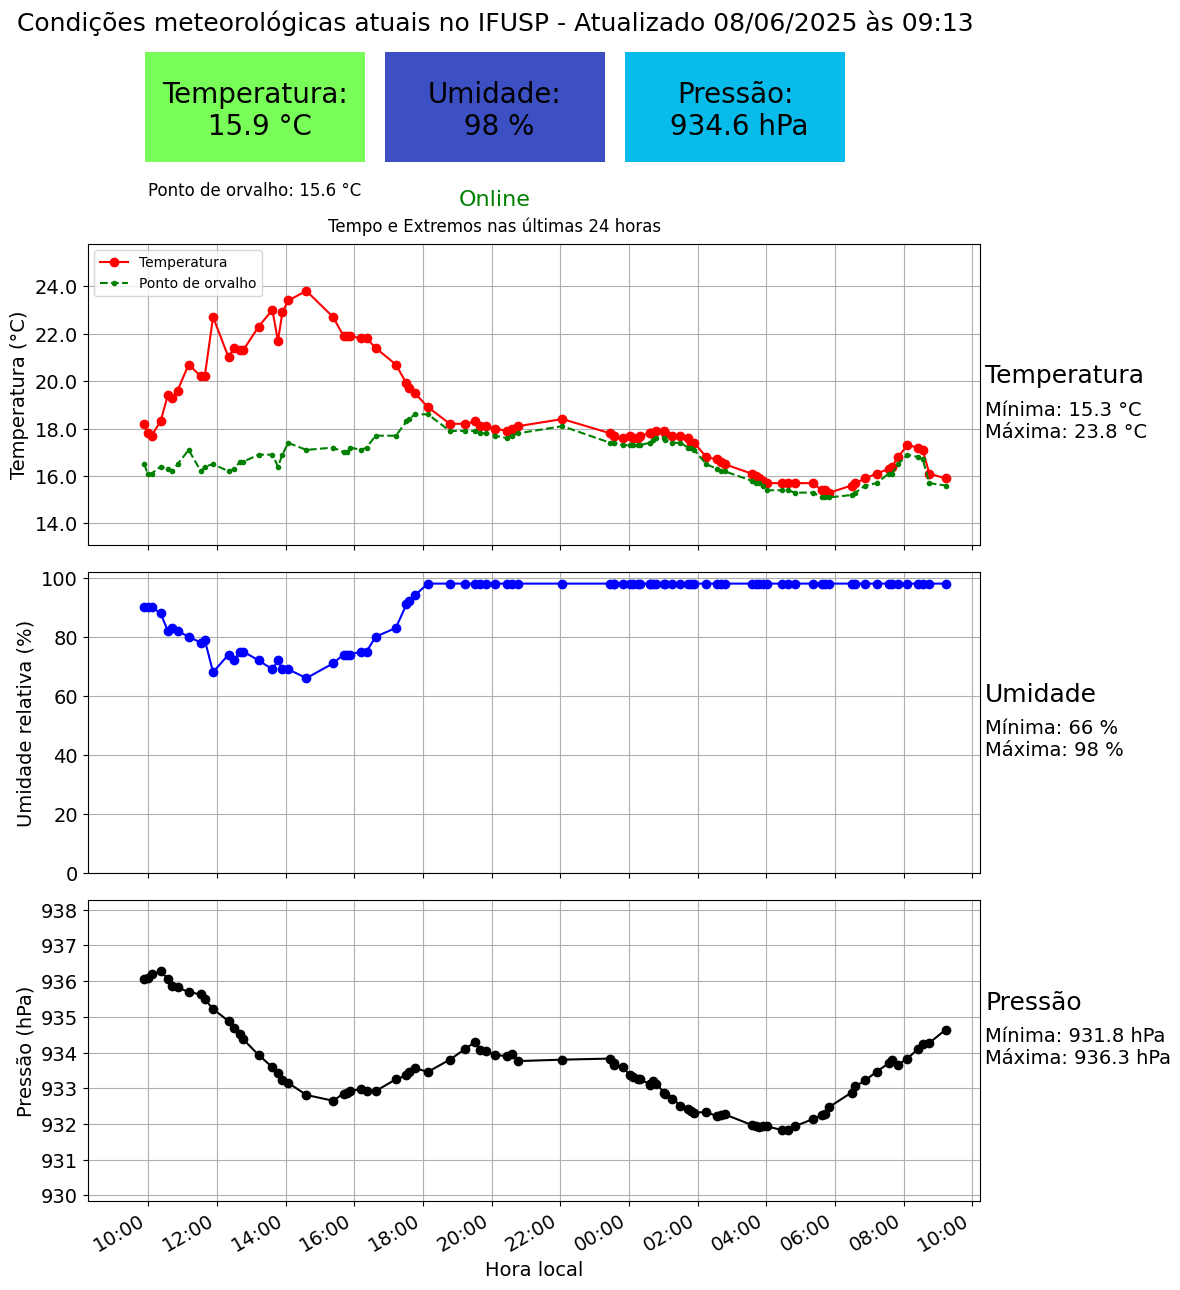 Condições meteorológicas atuais no IFUSP - Atualizado 08/06/2025 às 09:13
Temperatura:
15.9 °C
Umidade:
98 %
Pressão:
934.6 hPa
Ponto de orvalho: 15.6 °C
Online
Tempo e Extremos nas últimas 24 horas
Temperatura
Ponto de orvalho
Temperatura (°C)
24.0
22.0
20.0
18.0
16.0
14.0
Temperatura
Mínima: 15.3 °C
Máxima: 23.8 °C
Umidade relativa (%)
100
80
60
40
20
0
Umidade
Mínima: 66 %
Máxima: 98 %
Pressão (hPa)
938
937
936
935
934
933
932
931
930
Pressão
Mínima: 931.8 hPa
Máxima: 936.3 hPa
10:00 12:00 14:00 16:00 18:00 20:00 22:00 00:00 02:00 04:00 06:00 08:00 10:00
Hora local